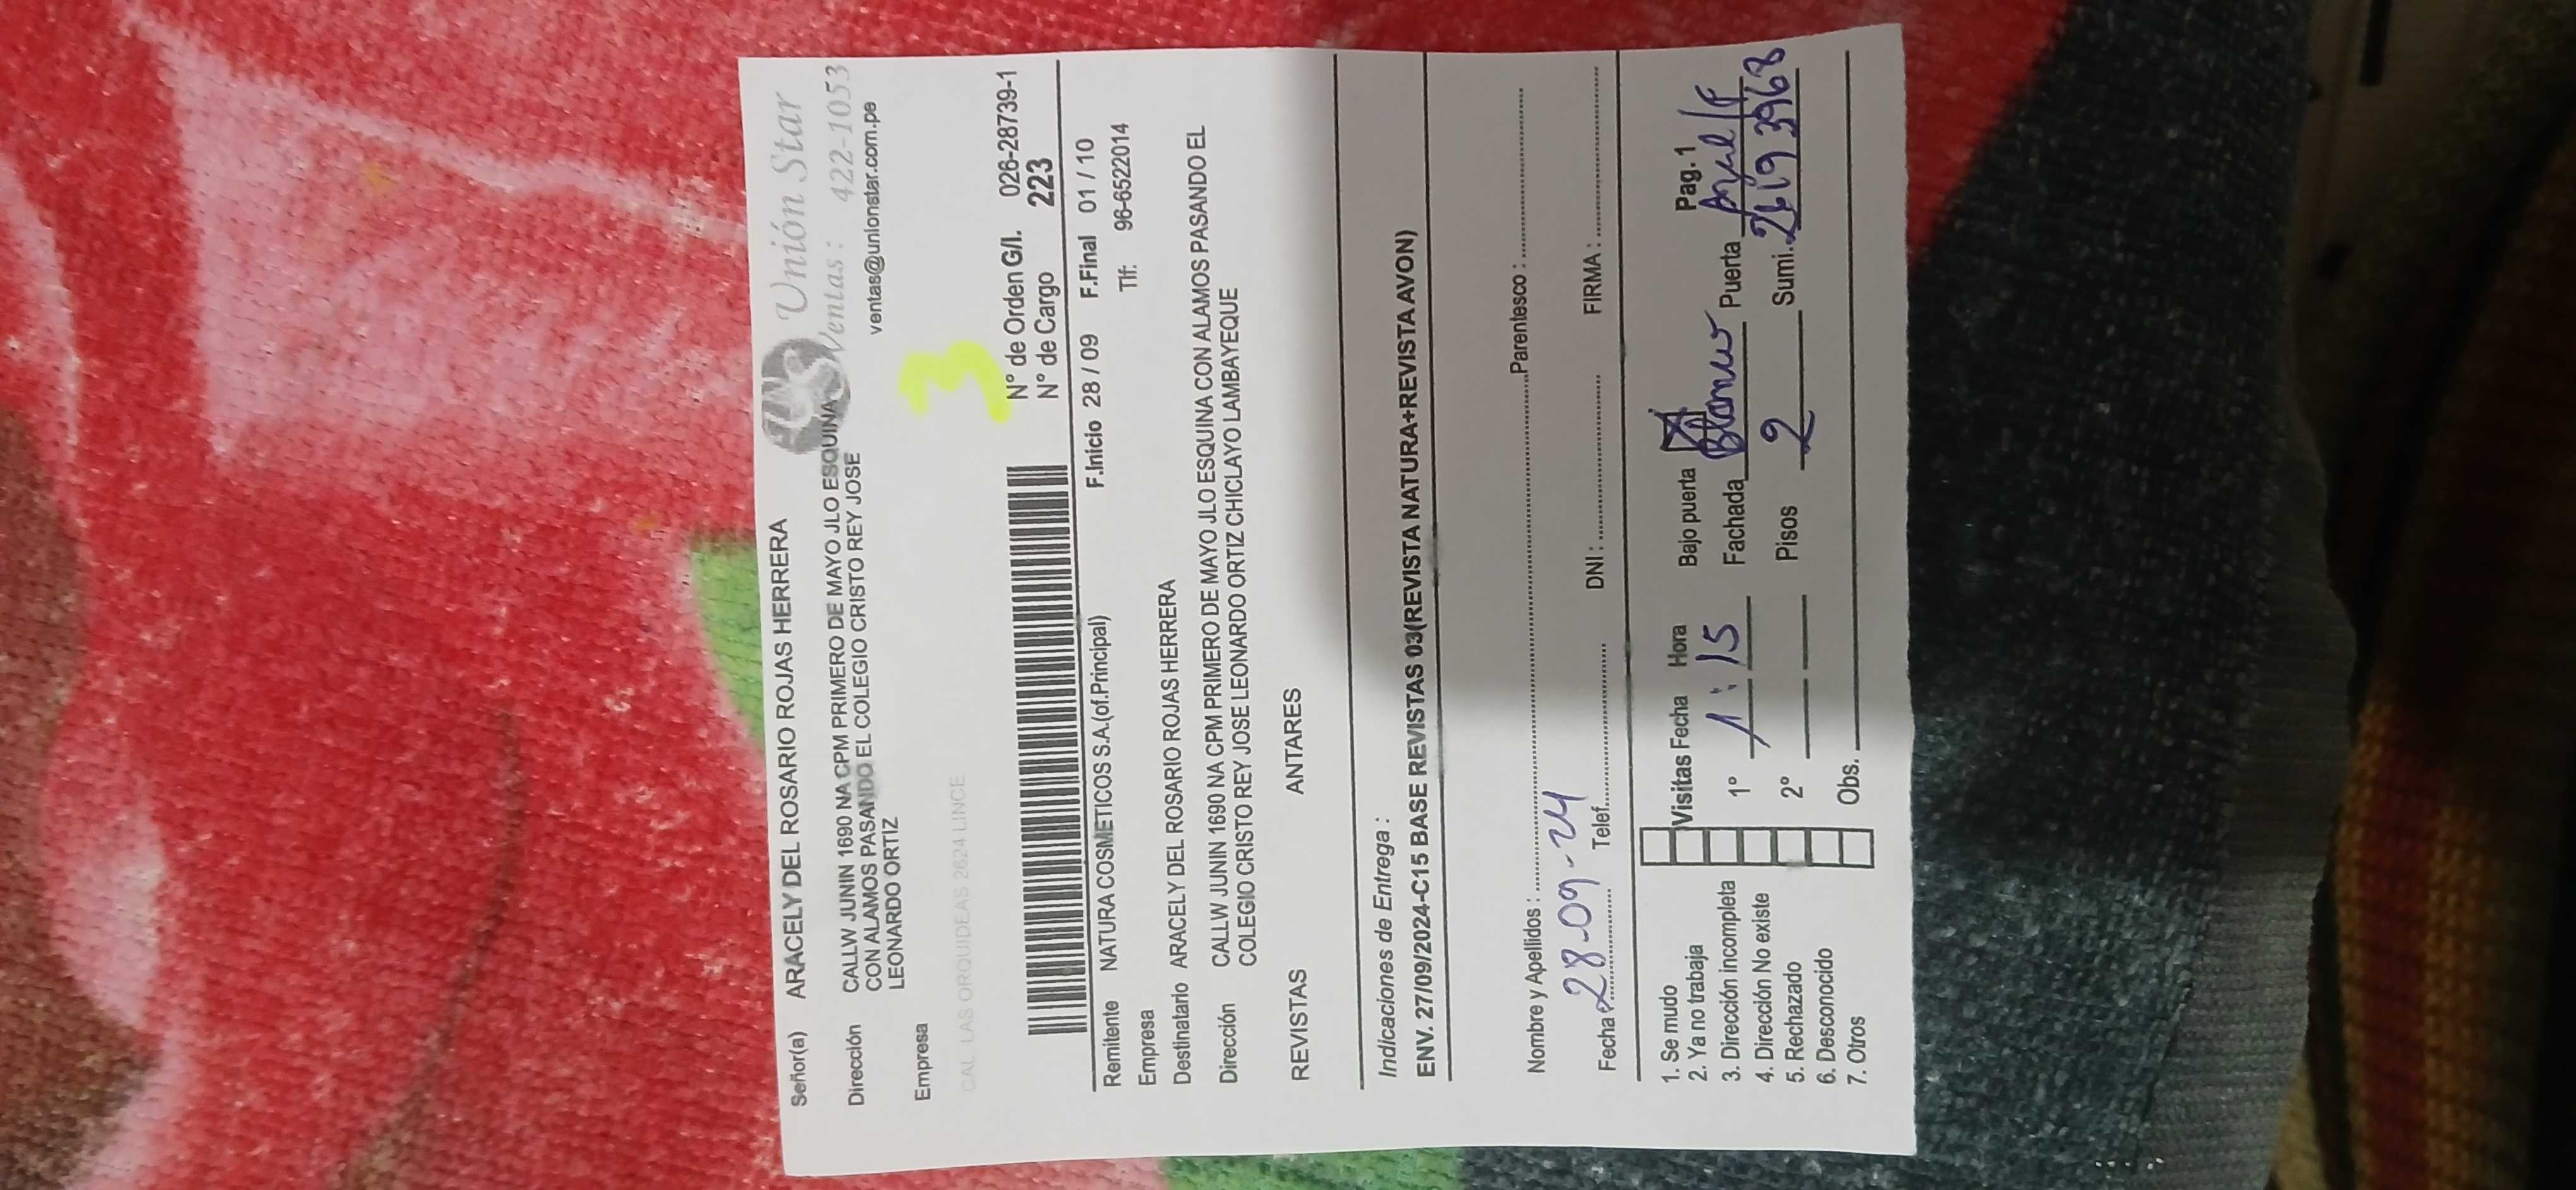 Señor(a) ARACELY DEL ROSARIO ROJAS HERRERA
Unión Star
Dirección CALLW JUNIN 1690 NA CPM PRIMERO DE MAYO JLO ESQUINA
CON ALAMOS PASANDO EL COLEGIO CRISTO REY JOSE
LEONARDO ORTIZ
Ventas : 422-1053
ventas@unionstar.com.pe
Empresa
CAL LAS ORQUIDEAS 2624 LINCE
3
N° de Orden G/I. 026-28739-1
N° de Cargo 223
F.Inicio 28 / 09 F.Final 01 / 10
Remitente NATURA COSMETICOS S.A.(of.Principal) Tlf: 96-6522014
Empresa
Destinatario ARACELY DEL ROSARIO ROJAS HERRERA
Dirección CALLW JUNIN 1690 NA CPM PRIMERO DE MAYO JLO ESQUINA CON ALAMOS PASANDO EL
COLEGIO CRISTO REY JOSE LEONARDO ORTIZ CHICLAYO LAMBAYEQUE
REVISTAS ANTARES
Indicaciones de Entrega :
ENV. 27/09/2024-C15 BASE REVISTAS 03(REVISTA NATURA+REVISTA AVON)
Nombre y Apellidos : Parentesco :
Fecha : 28-09-24 Telef. DNI : FIRMA :
1. Se mudo
2. Ya no trabaja Visitas Fecha Hora Bajo puerta Pag. 1
3. Dirección incompleta 1° 1:15 Fachada Blanco Puerta
4. Dirección No existe
5. Rechazado 2° Pisos 2 Sumi.
6. Desconocido
7. Otros Obs.